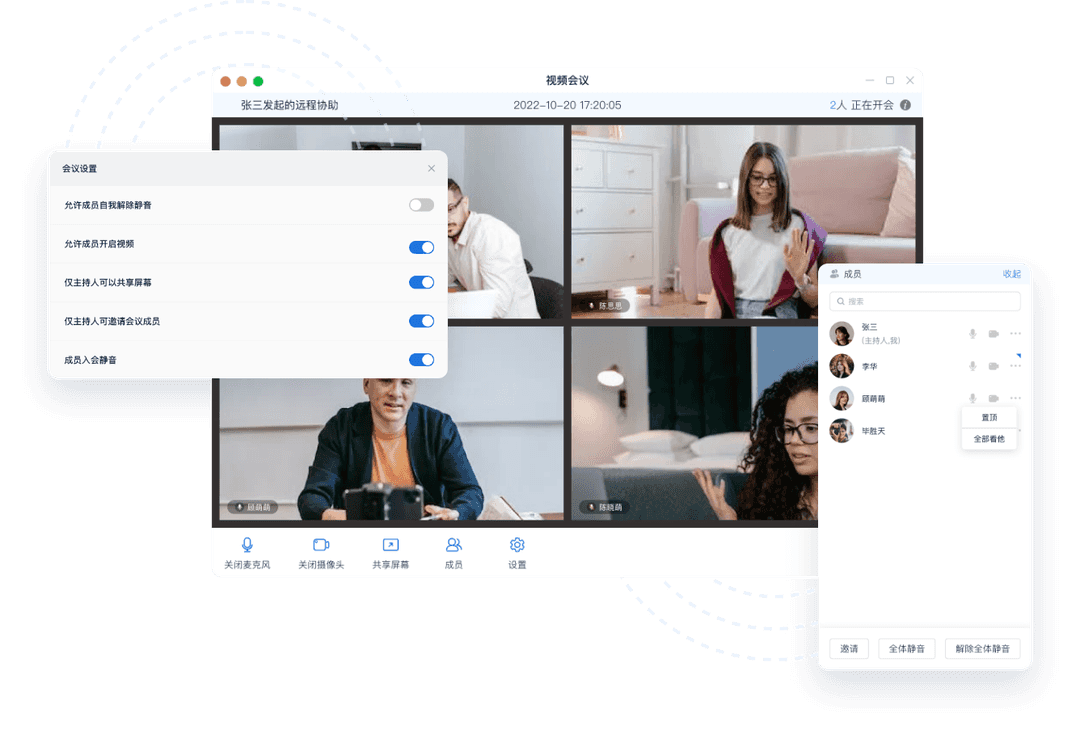 视频会议
张三发起的远程协助
2022-10-20 17:20:05
2人 正在开会
会议设置
允许成员自我解除静音
允许成员开启视频
仅主持人可以共享屏幕
仅主持人可邀请会议成员
成员入会静音
陈思思
顾萌萌
陈晓萌
关闭麦克风
关闭摄像头
共享屏幕
成员
设置
成员
收起
搜索
张三
(主持人,我)
李华
顾萌萌
毕胜天
置顶
全部看他
邀请
全体静音
解除全体静音